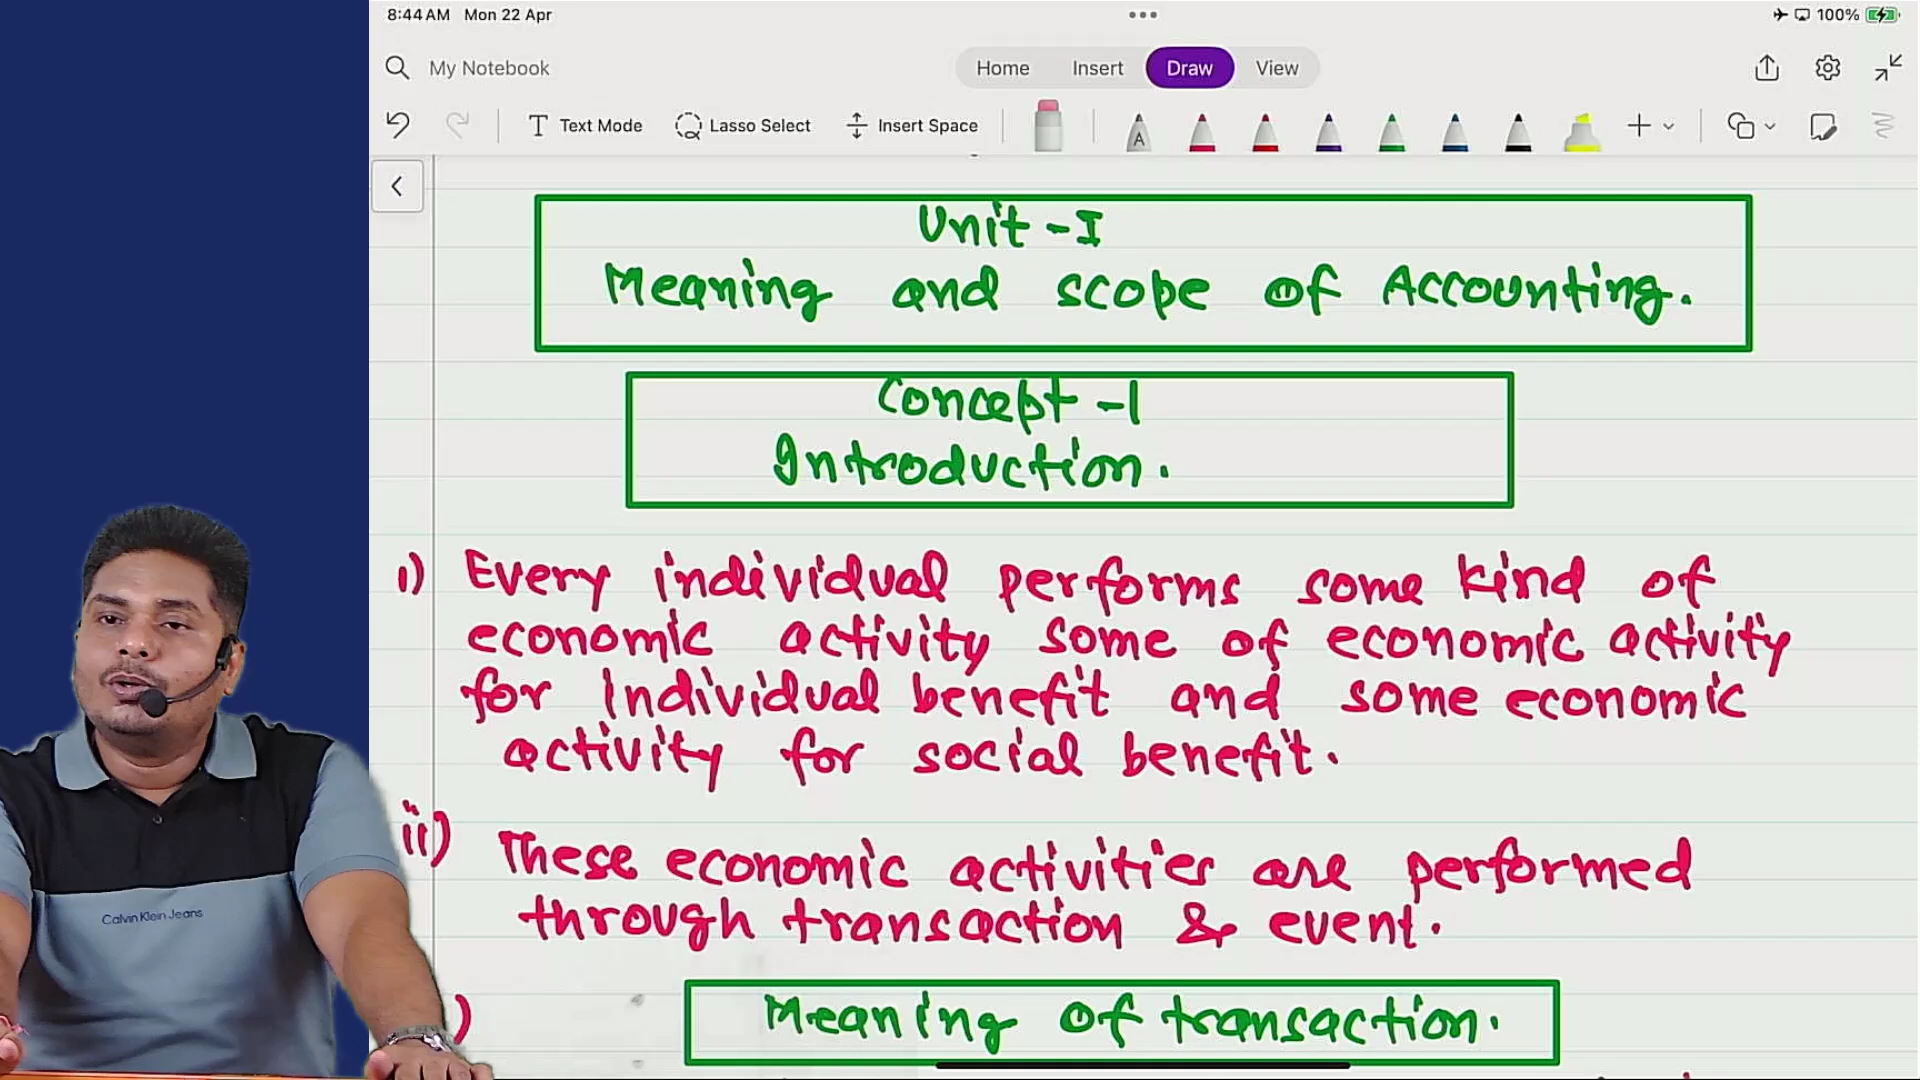 8:44 AM Mon 22 Apr
100%
My Notebook
Home Insert Draw View
Text Mode Lasso Select Insert Space
A
Unit - I
Meaning and scope of Accounting.
Concept - 1
Introduction.
i) Every individual performs some kind of
economic activity some of economic activity
for Individual benefit and some economic
activity for social benefit.
ii) These economic activities are performed
through transaction & event.
)
Meaning of transaction.
Calvin Klein Jeans